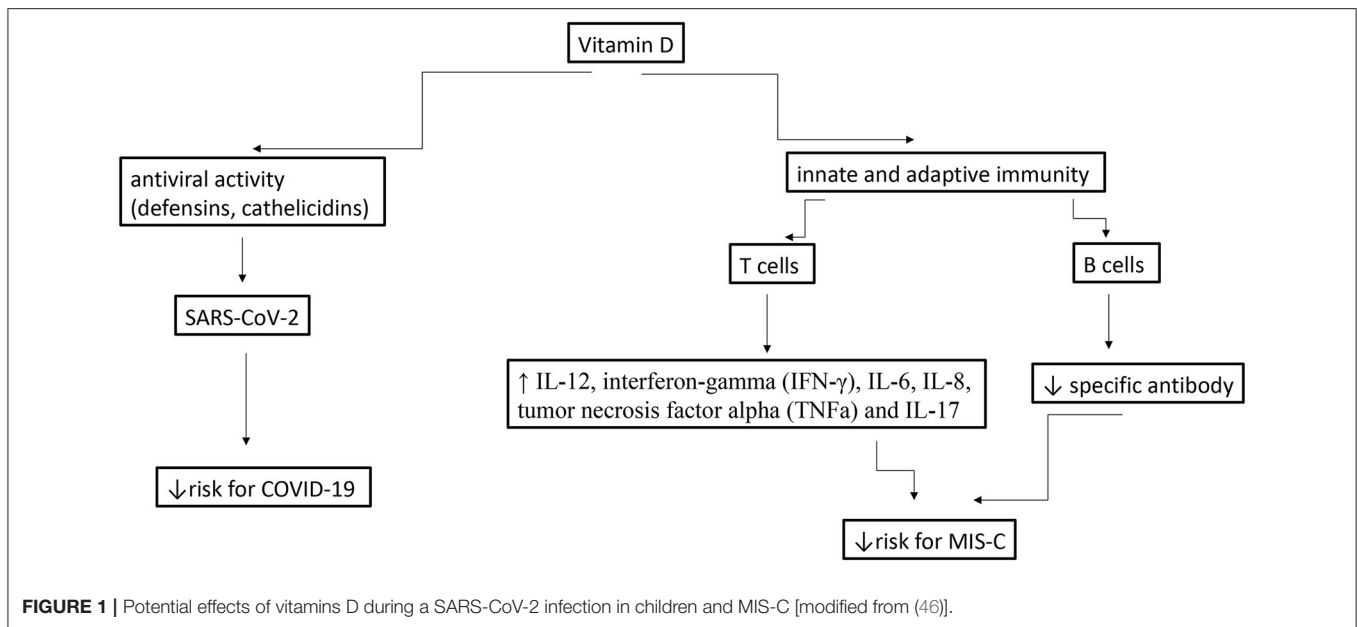 Vitamin D
antiviral activity
(defensins, cathelicidins)
innate and adaptive immunity
T cells
B cells
SARS-CoV-2
↑ IL-12, interferon-gamma (IFN-γ), IL-6, IL-8,
tumor necrosis factor alpha (TNFa) and IL-17
↓ specific antibody
↓risk for COVID-19
↓risk for MIS-C
FIGURE 1 | Potential effects of vitamins D during a SARS-CoV-2 infection in children and MIS-C [modified from (46)].